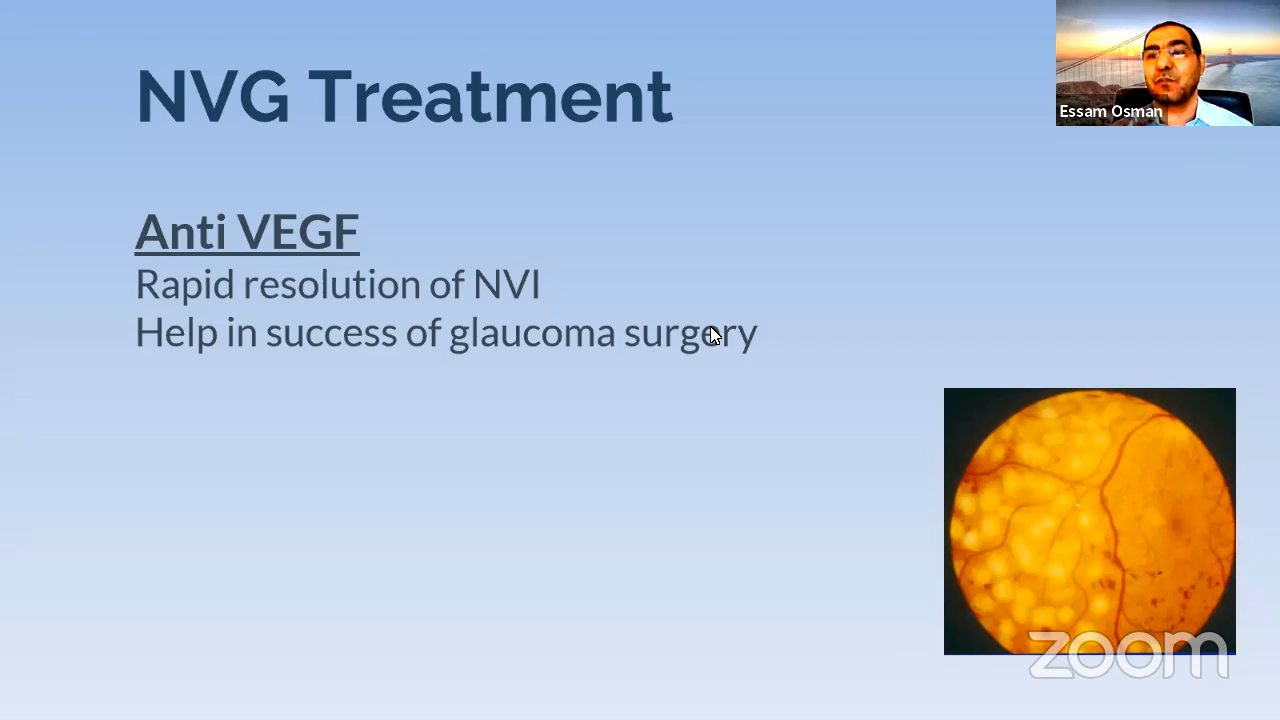 NVG Treatment
Essam Osman
Anti VEGF
Rapid resolution of NVI
Help in success of glaucoma surgery
zoom